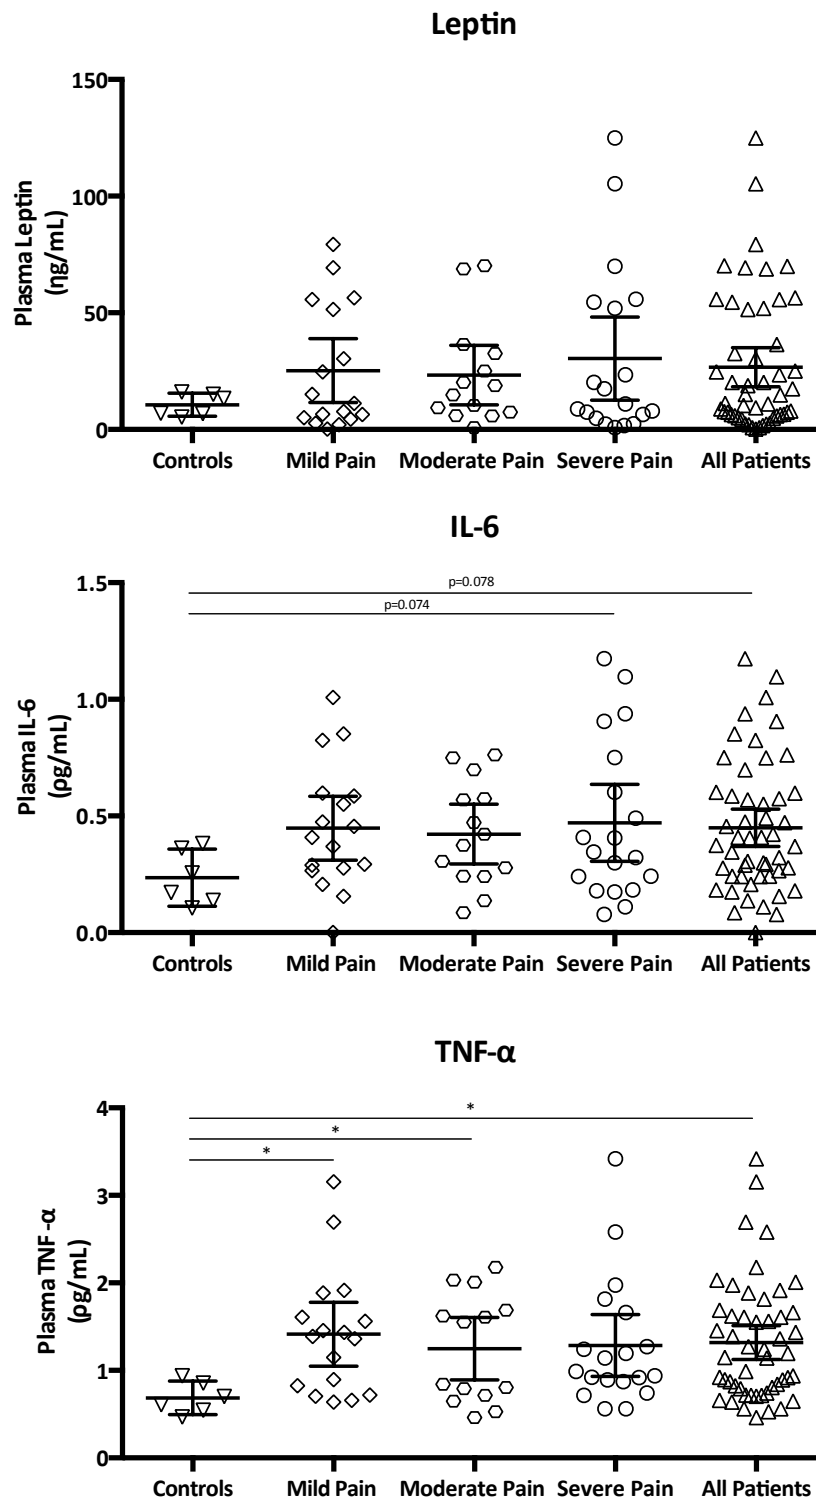 Leptin
150
100
50
0
Plasma Leptin
(ηg/mL)
Controls Mild Pain Moderate Pain Severe Pain All Patients
IL-6
1.5
1.0
0.5
0.0
Plasma IL-6
(ρg/mL)
p=0.078
p=0.074
Controls Mild Pain Moderate Pain Severe Pain All Patients
TNF-α
4
3
2
1
0
Plasma TNF-α
(ρg/mL)
*
*
*
Controls Mild Pain Moderate Pain Severe Pain All Patients